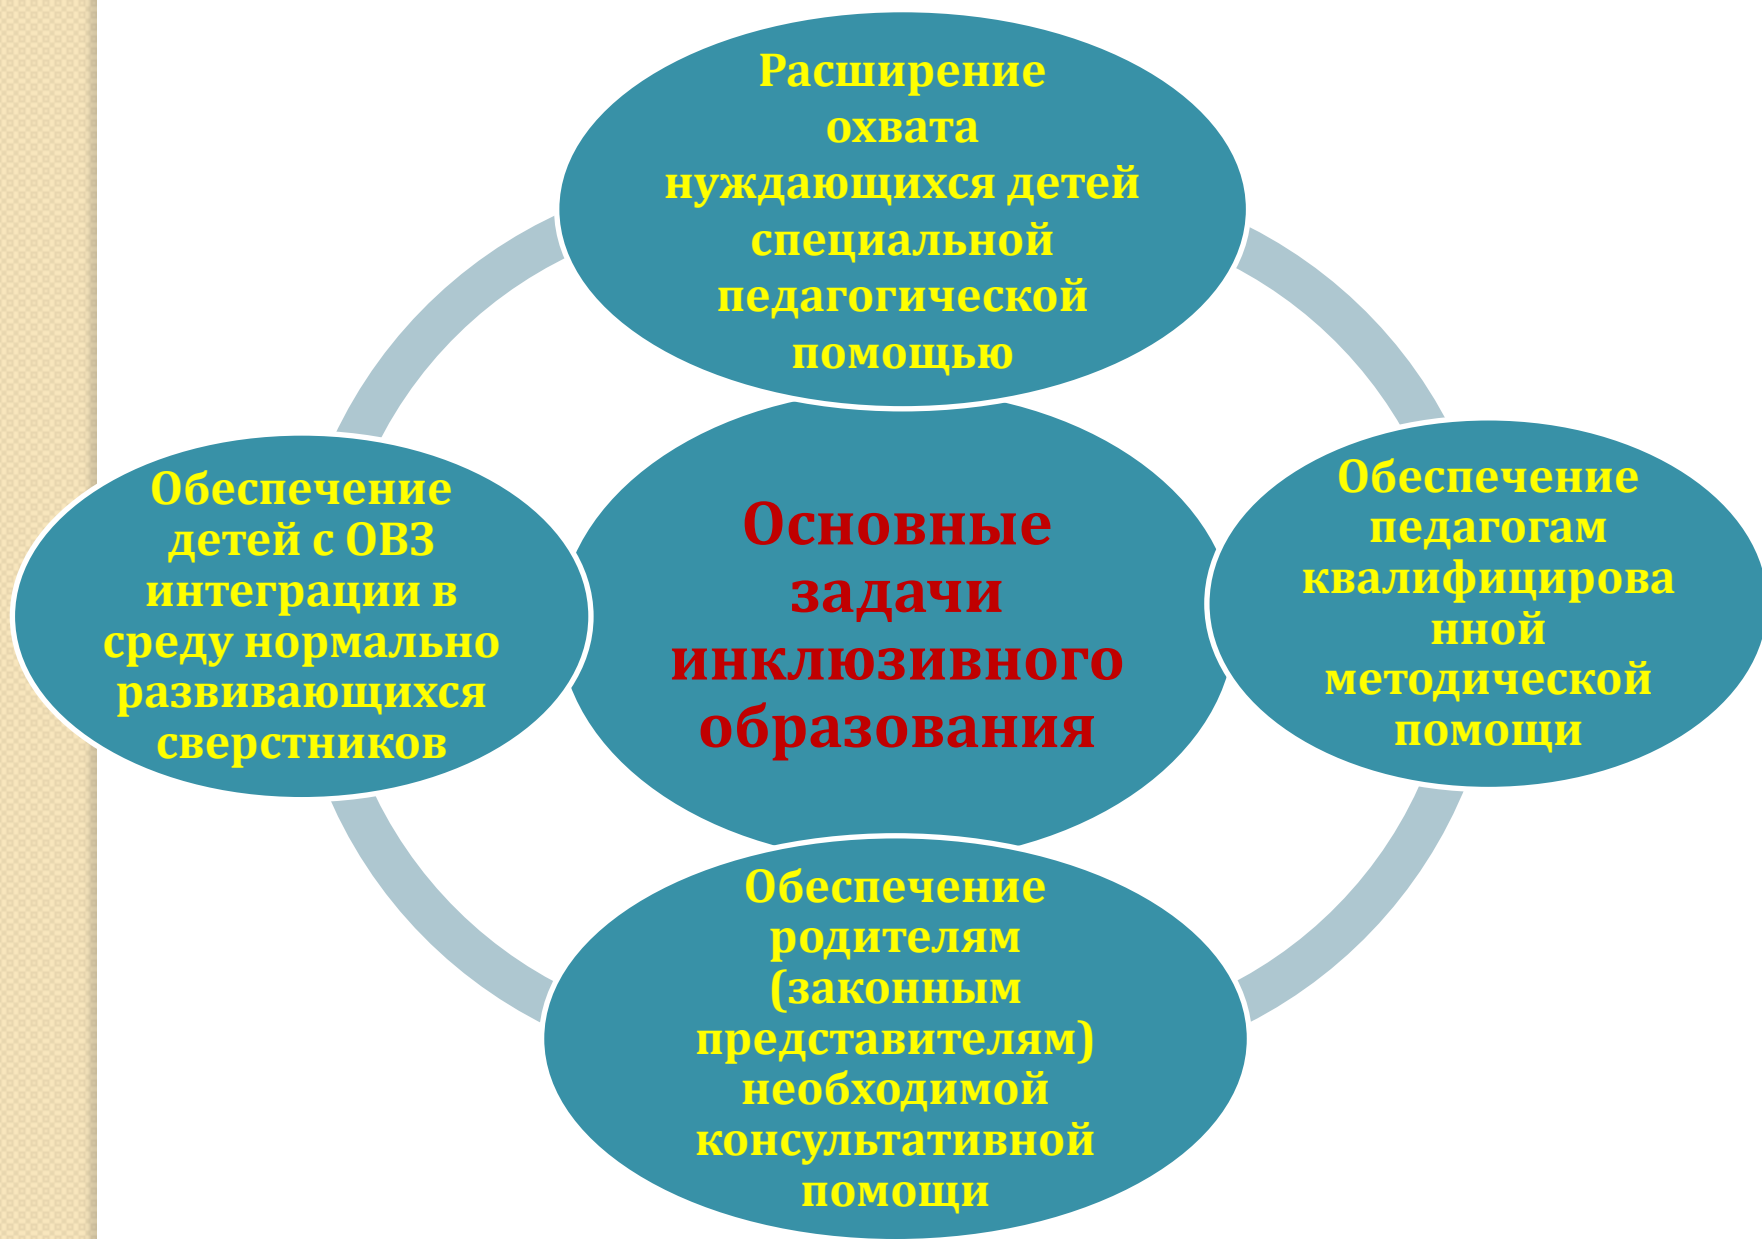 Расширение
охвата
нуждающихся детей
специальной
педагогической
помощью
Обеспечение
детей с ОВЗ
интеграции в
среду нормально
развивающихся
сверстников
Основные
задачи
инклюзивного
образования
Обеспечение
педагогам
квалифицирова
нной
методической
помощи
Обеспечение
родителям
(законным
представителям)
необходимой
консультативной
помощи